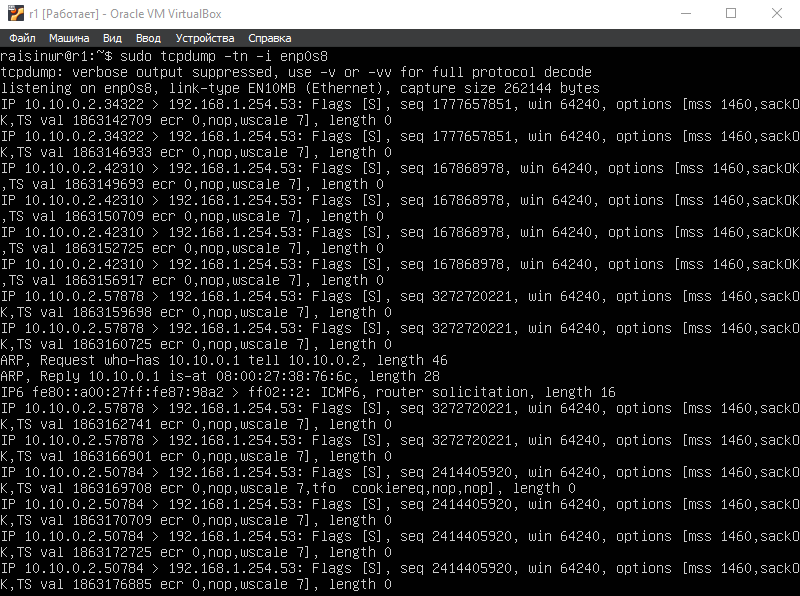 r1 [Работает] - Oracle VM VirtualBox
Файл Машина Вид Ввод Устройства Справка
raisinwr@r1:~$ sudo tcpdump -tn -i enp0s8
tcpdump: verbose output suppressed, use -v or -vv for full protocol decode
listening on enp0s8, link-type EN10MB (Ethernet), capture size 262144 bytes
IP 10.10.0.2.34322 > 192.168.1.254.53: Flags [S], seq 1777657851, win 64240, options [mss 1460,sackO
K,TS val 1863142709 ecr 0,nop,wscale 7], length 0
IP 10.10.0.2.34322 > 192.168.1.254.53: Flags [S], seq 1777657851, win 64240, options [mss 1460,sackO
K,TS val 1863146933 ecr 0,nop,wscale 7], length 0
IP 10.10.0.2.42310 > 192.168.1.254.53: Flags [S], seq 167868978, win 64240, options [mss 1460,sackOK
,TS val 1863149693 ecr 0,nop,wscale 7], length 0
IP 10.10.0.2.42310 > 192.168.1.254.53: Flags [S], seq 167868978, win 64240, options [mss 1460,sackOK
,TS val 1863150709 ecr 0,nop,wscale 7], length 0
IP 10.10.0.2.42310 > 192.168.1.254.53: Flags [S], seq 167868978, win 64240, options [mss 1460,sackOK
,TS val 1863152725 ecr 0,nop,wscale 7], length 0
IP 10.10.0.2.42310 > 192.168.1.254.53: Flags [S], seq 167868978, win 64240, options [mss 1460,sackOK
,TS val 1863156917 ecr 0,nop,wscale 7], length 0
IP 10.10.0.2.57878 > 192.168.1.254.53: Flags [S], seq 3272720221, win 64240, options [mss 1460,sackO
K,TS val 1863159698 ecr 0,nop,wscale 7], length 0
IP 10.10.0.2.57878 > 192.168.1.254.53: Flags [S], seq 3272720221, win 64240, options [mss 1460,sackO
K,TS val 1863160725 ecr 0,nop,wscale 7], length 0
ARP, Request who-has 10.10.0.1 tell 10.10.0.2, length 46
ARP, Reply 10.10.0.1 is-at 08:00:27:38:76:6c, length 28
IP6 fe80::a00:27ff:fe87:98a2 > ff02::2: ICMP6, router solicitation, length 16
IP 10.10.0.2.57878 > 192.168.1.254.53: Flags [S], seq 3272720221, win 64240, options [mss 1460,sackO
K,TS val 1863162741 ecr 0,nop,wscale 7], length 0
IP 10.10.0.2.57878 > 192.168.1.254.53: Flags [S], seq 3272720221, win 64240, options [mss 1460,sackO
K,TS val 1863166901 ecr 0,nop,wscale 7], length 0
IP 10.10.0.2.50784 > 192.168.1.254.53: Flags [S], seq 2414405920, win 64240, options [mss 1460,sackO
K,TS val 1863169708 ecr 0,nop,wscale 7,tfo  cookiereq,nop,nop], length 0
IP 10.10.0.2.50784 > 192.168.1.254.53: Flags [S], seq 2414405920, win 64240, options [mss 1460,sackO
K,TS val 1863170709 ecr 0,nop,wscale 7], length 0
IP 10.10.0.2.50784 > 192.168.1.254.53: Flags [S], seq 2414405920, win 64240, options [mss 1460,sackO
K,TS val 1863172725 ecr 0,nop,wscale 7], length 0
IP 10.10.0.2.50784 > 192.168.1.254.53: Flags [S], seq 2414405920, win 64240, options [mss 1460,sackO
K,TS val 1863176885 ecr 0,nop,wscale 7], length 0